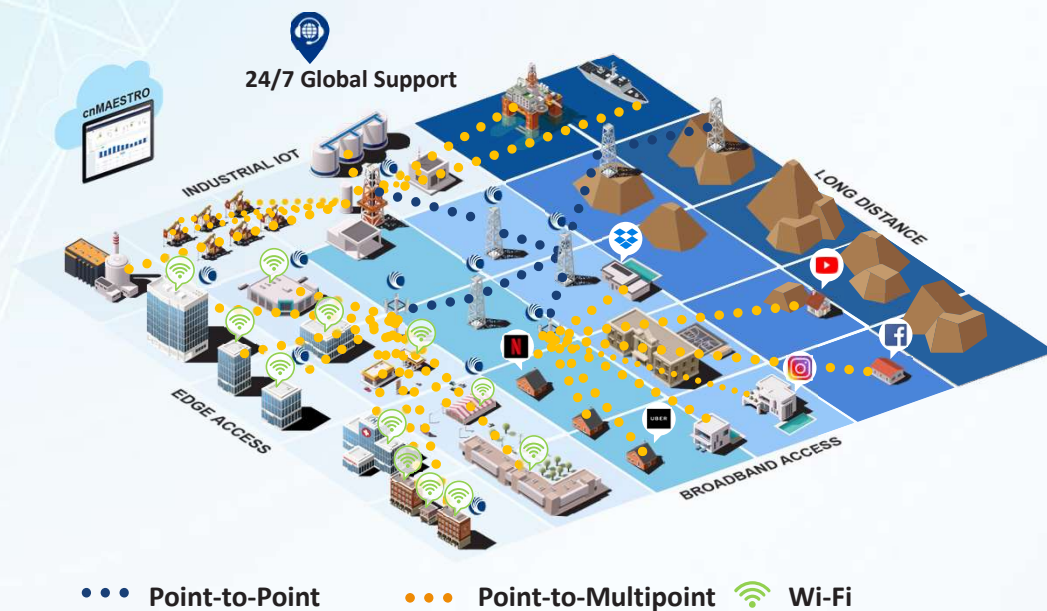 24/7 Global Support
cnMAESTRO
INDUSTRIAL IOT
LONG DISTANCE
N
f
UBER
H
EDGE ACCESS
BROADBAND ACCESS
Point-to-Point
Point-to-Multipoint
Wi-Fi